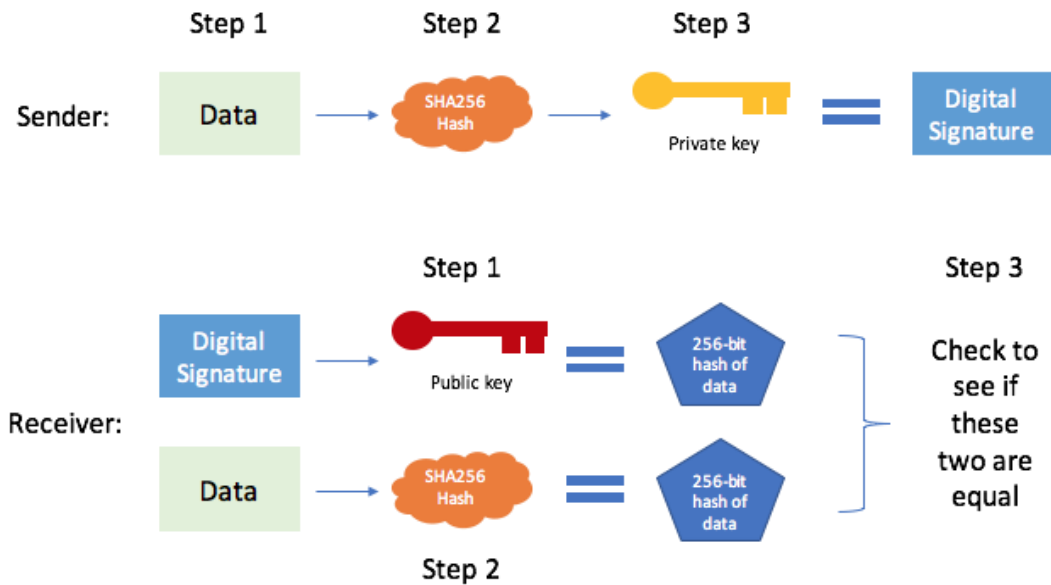 Step 1
Step 2
Step 3
Sender:
Data
SHA256
Hash
Private key
Digital
Signature
Step 1
Step 3
Receiver:
Digital
Signature
Public key
256-bit
hash of
data
Check to
see if
these
two are
equal
Data
SHA256
Hash
256-bit
hash of
data
Step 2